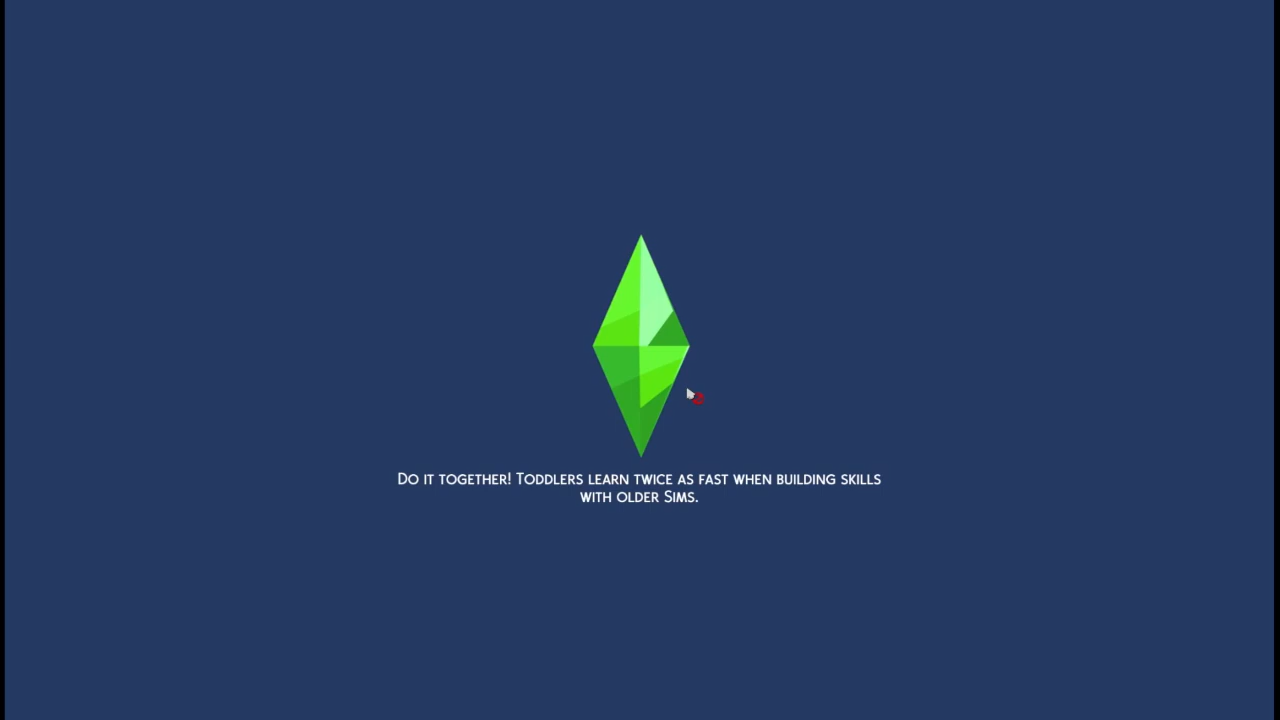 Do it together! Toddlers learn twice as fast when building skills
with older Sims.